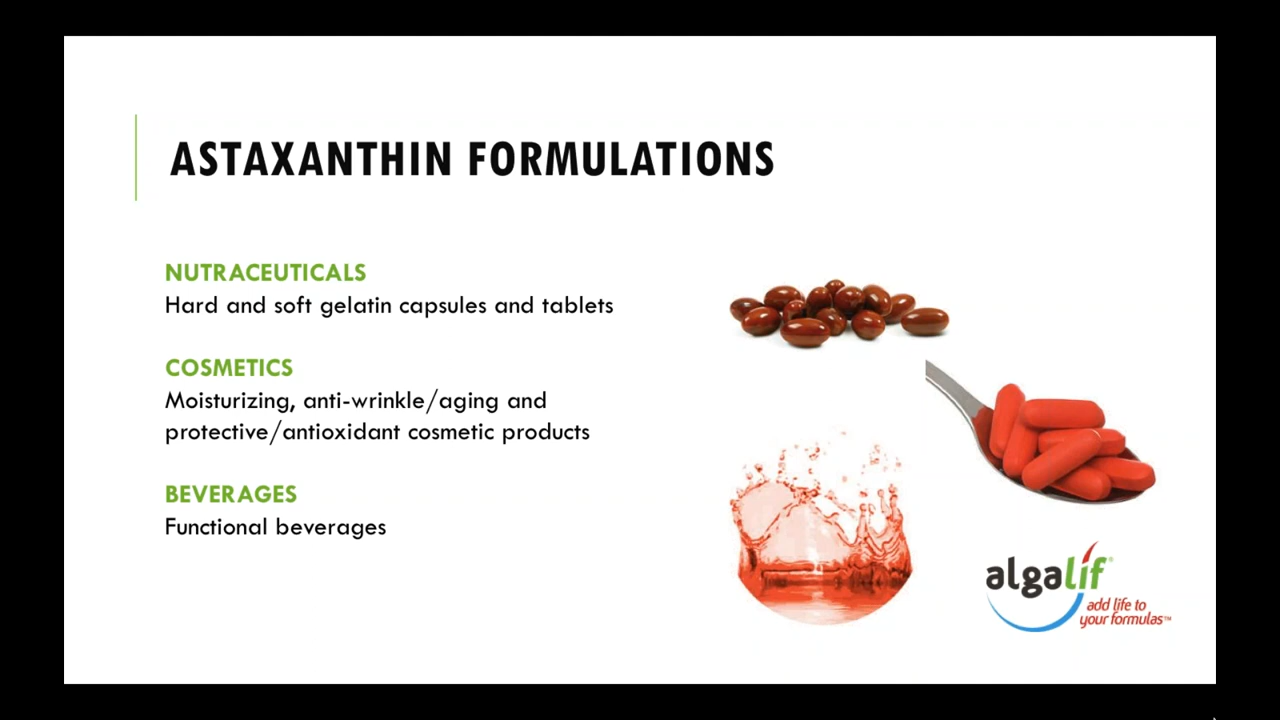 ASTAXANTHIN FORMULATIONS
NUTRACEUTICALS
Hard and soft gelatin capsules and tablets
COSMETICS
Moisturizing, anti-wrinkle/aging and
protective/antioxidant cosmetic products
BEVERAGES
Functional beverages
algalíf®
add life to
your formulas™